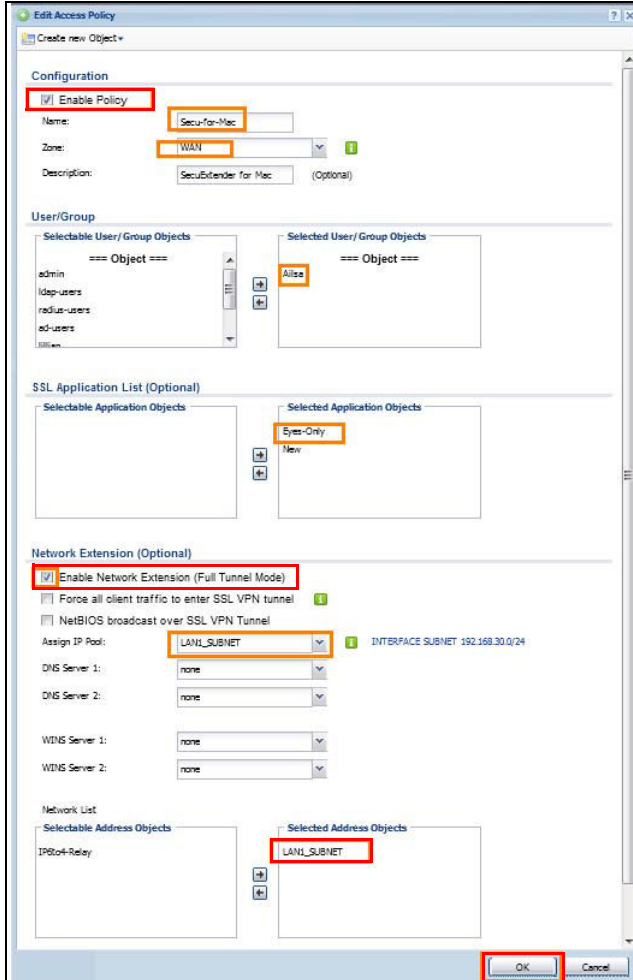 Edit Access Policy
Create new Object
Configuration
Enable Policy
Name: Secu-for-Mac
Zone: WAN
Description: SecuExtender for Mac (Optional)
User/Group
Selectable User/Group Objects Selected User/Group Objects
=== Object === === Object ===
admin Ailsa
ldap-users
radius-users
ad-users
SSL Application List (Optional)
Selectable Application Objects Selected Application Objects
Eyes-Only
New
Network Extension (Optional)
Enable Network Extension (Full Tunnel Mode)
Force all client traffic to enter SSL VPN tunnel
NetBIOS broadcast over SSL VPN Tunnel
Assign IP Pool: LAN1_SUBNET INTERFACE SUBNET 192.168.30.0/24
DNS Server 1: none
DNS Server 2: none
WINS Server 1: none
WINS Server 2: none
Network List
Selectable Address Objects Selected Address Objects
IP6to4-Relay LAN1_SUBNET
OK Cancel